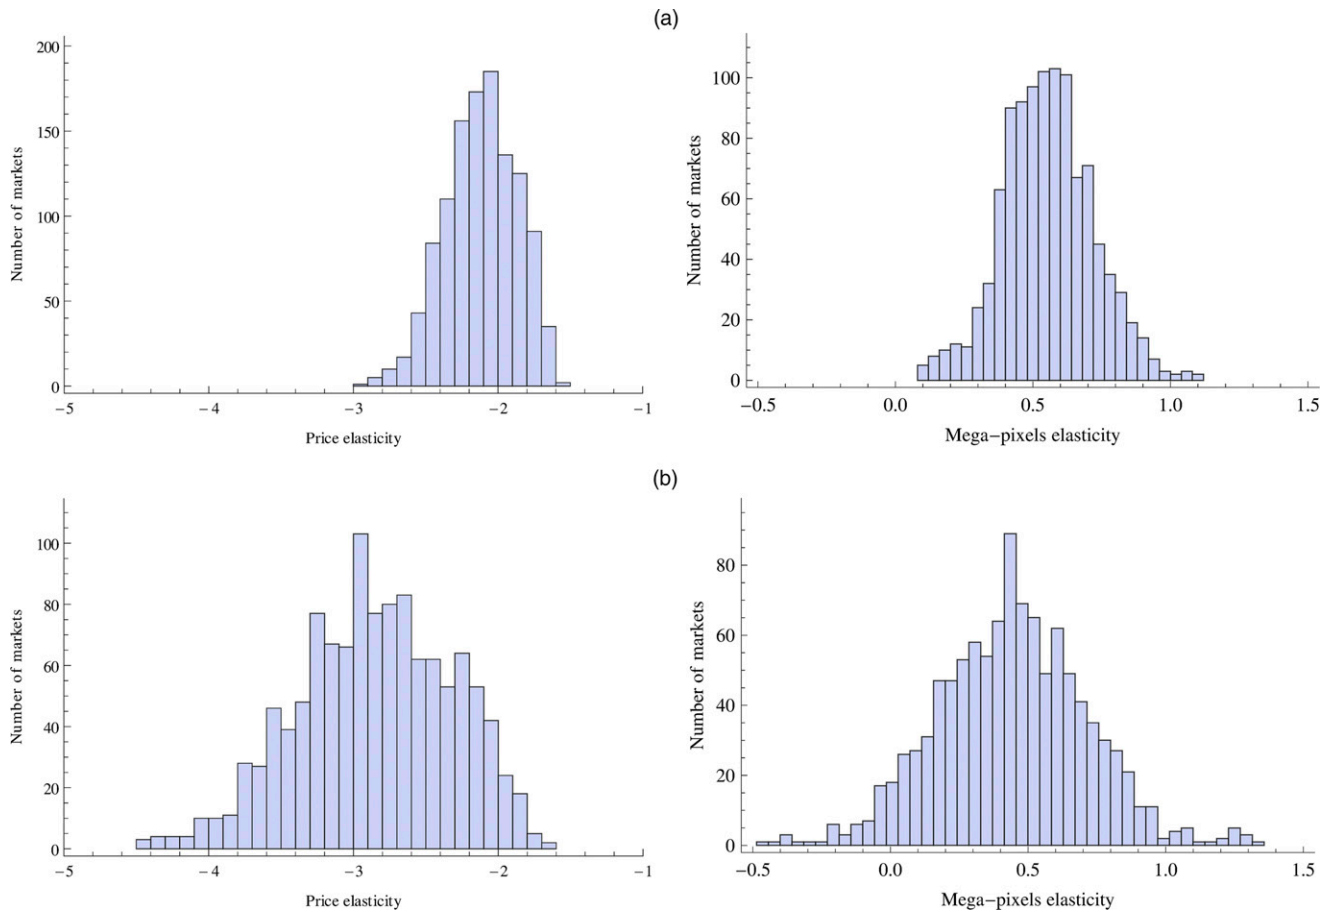 (a)
Number of markets
200
150
100
50
0
−5 −4 −3 −2 −1
Price elasticity
Number of markets
100
80
60
40
20
0
−0.5 0.0 0.5 1.0 1.5
Mega−pixels elasticity
(b)
Number of markets
100
80
60
40
20
0
−5 −4 −3 −2 −1
Price elasticity
Number of markets
80
60
40
20
0
−0.5 0.0 0.5 1.0 1.5
Mega−pixels elasticity